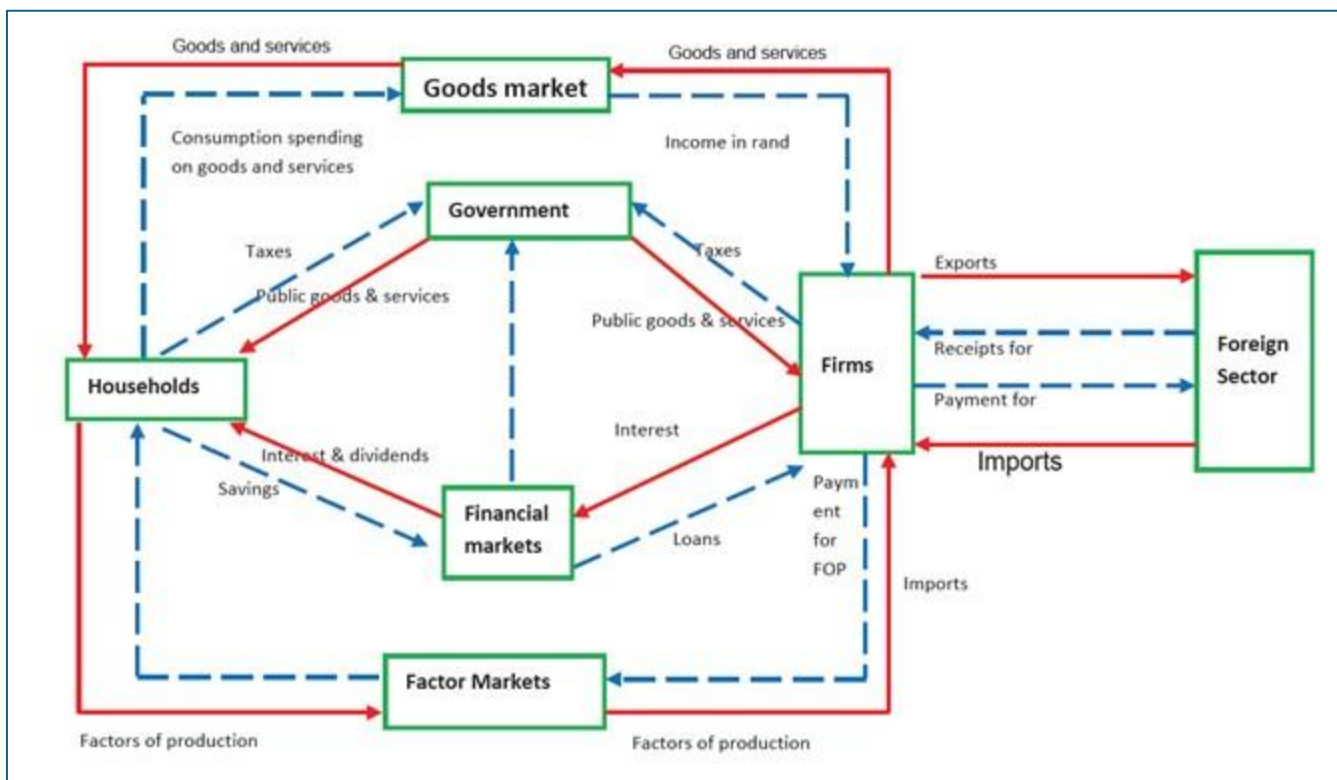 Goods and services
Goods and services
Goods market
Consumption spending
on goods and services
Income in rand
Government
Taxes
Taxes
Exports
Public goods & services
Public goods & services
Receipts for
Foreign
Sector
Firms
Households
Payment for
Interest
Interest & dividends
Imports
Savings
Financial
markets
Loans
Paym
ent
for
FOP
Imports
Factor Markets
Factors of production
Factors of production